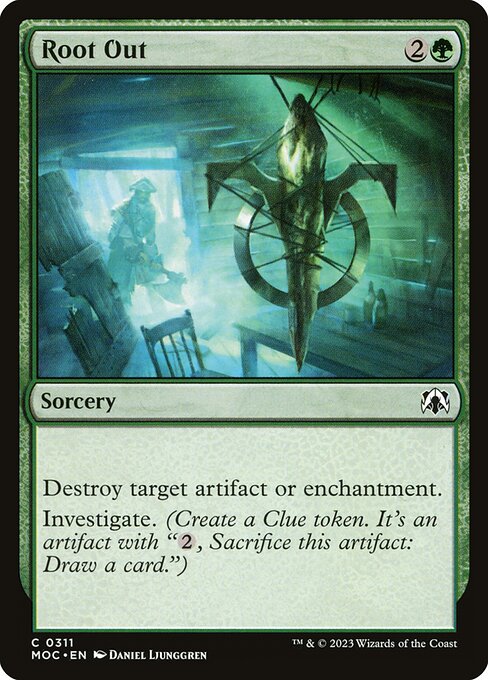 Root Out 2
Sorcery
Destroy target artifact or enchantment.
Investigate. (Create a Clue token. It's an
artifact with “2, Sacrifice this artifact:
Draw a card.”)
C 0311
MOC • EN Daniel Ljunggren
™ & © 2023 Wizards of the Coast